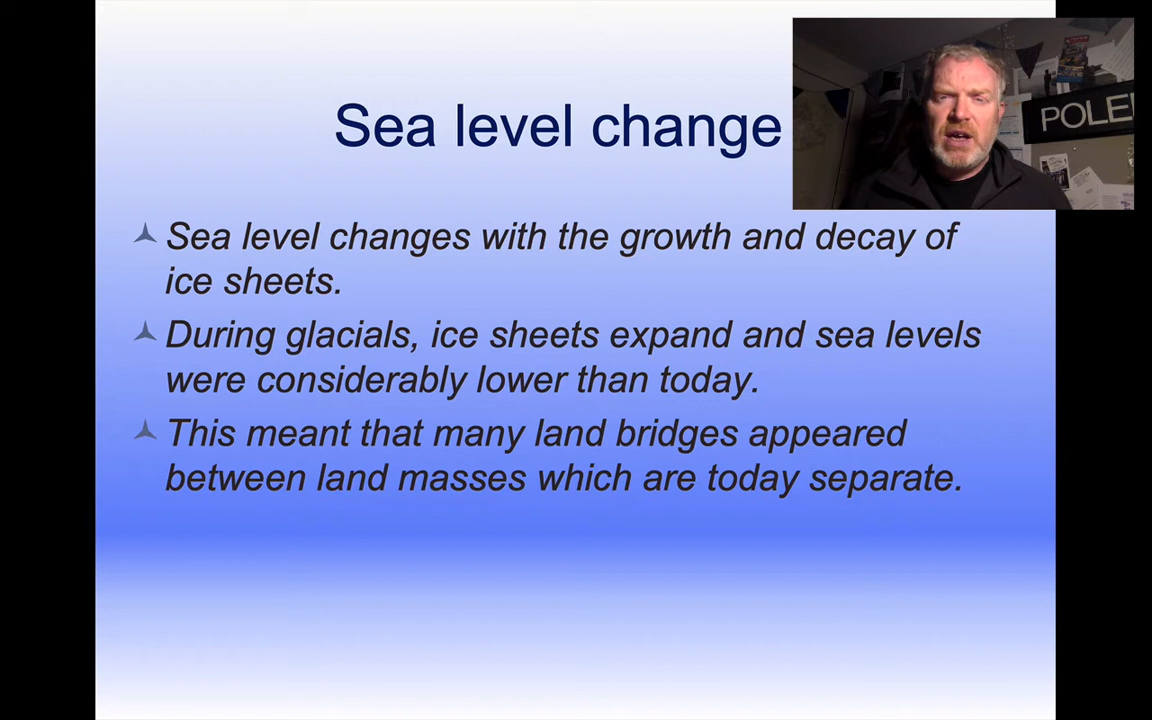 Sea level change
Sea level changes with the growth and decay of
ice sheets.
During glacials, ice sheets expand and sea levels
were considerably lower than today.
This meant that many land bridges appeared
between land masses which are today separate.
POLE